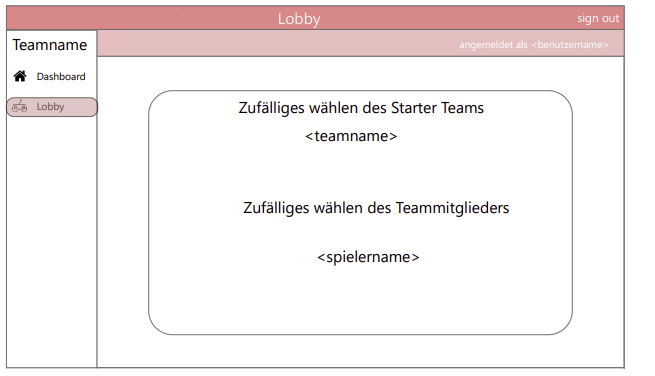 Lobby
sign out
Teamname
angemeldet als <benutzername>
Dashboard
Lobby
Zufälliges wählen des Starter Teams
<teamname>
Zufälliges wählen des Teammitglieders
<spielername>